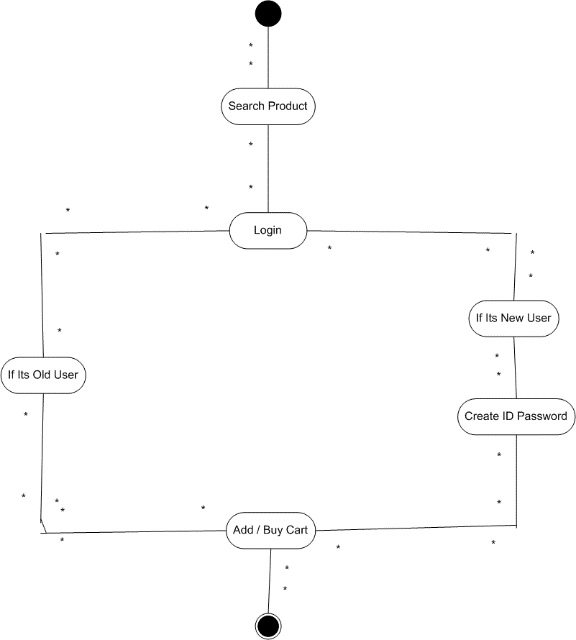 *
*
Search Product
*
*
* *
Login
* * * *
* *
*
If Its New User
*
*
If Its Old User
*
Create ID Password
*
*
* * * *
*
Add / Buy Cart
* * *
*
*